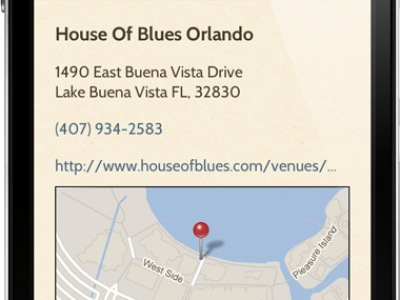 House Of Blues Orlando
1490 East Buena Vista Drive
Lake Buena Vista FL, 32830
(407) 934-2583
http://www.houseofblues.com/venues/...
West Side
Pleasure Island